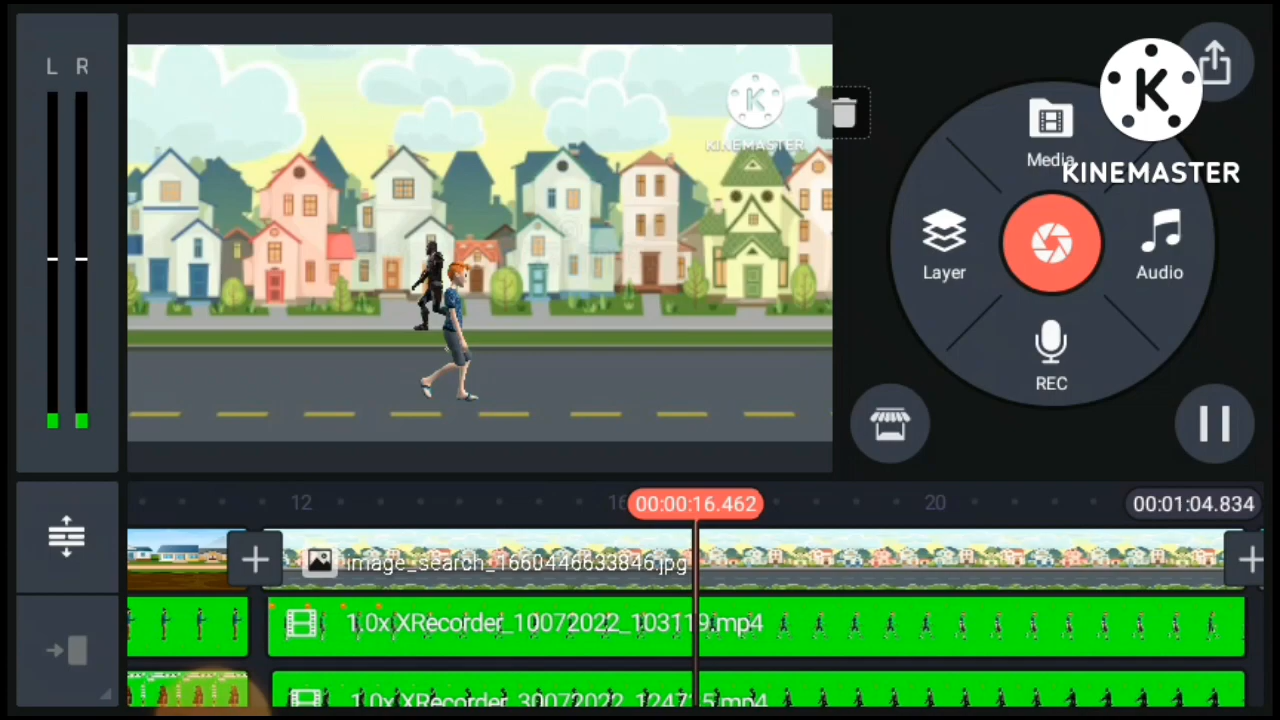 L R
KINEMASTER
K
Media
KINEMASTER
Layer
Audio
REC
12
16
00:00:16.462
20
00:01:04.834
image_search_1660446633846.jpg
1.0x XRecorder_10072022_103119.mp4
1.0x XRecorder_30072022_124715.mp4